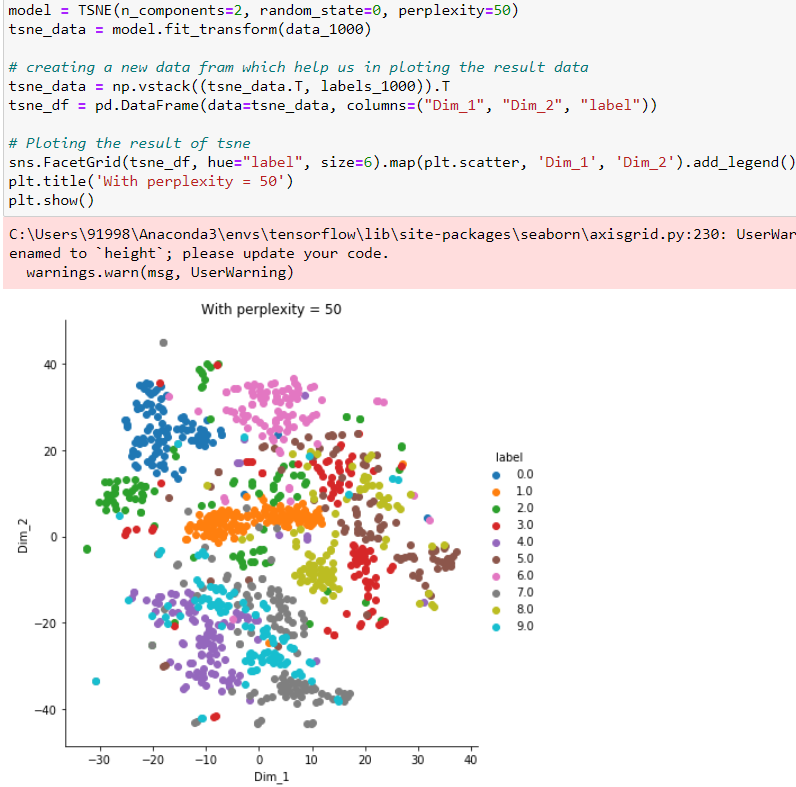 model = TSNE(n_components=2, random_state=0, perplexity=50)
tsne_data = model.fit_transform(data_1000)
# creating a new data fram which help us in ploting the result data
tsne_data = np.vstack((tsne_data.T, labels_1000)).T
tsne_df = pd.DataFrame(data=tsne_data, columns=("Dim_1", "Dim_2", "label"))
# Ploting the result of tsne
sns.FacetGrid(tsne_df, hue="label", size=6).map(plt.scatter, 'Dim_1', 'Dim_2').add_legend()
plt.title('With perplexity = 50')
plt.show()
C:\Users\91998\Anaconda3\envs\tensorflow\lib\site-packages\seaborn\axisgrid.py:230: UserWar
enamed to `height`; please update your code.
warnings.warn(msg, UserWarning)
With perplexity = 50
40
20
0
−20
−40
Dim_2
−30
−20
−10
0
10
20
30
40
Dim_1
label
0.0
1.0
2.0
3.0
4.0
5.0
6.0
7.0
8.0
9.0